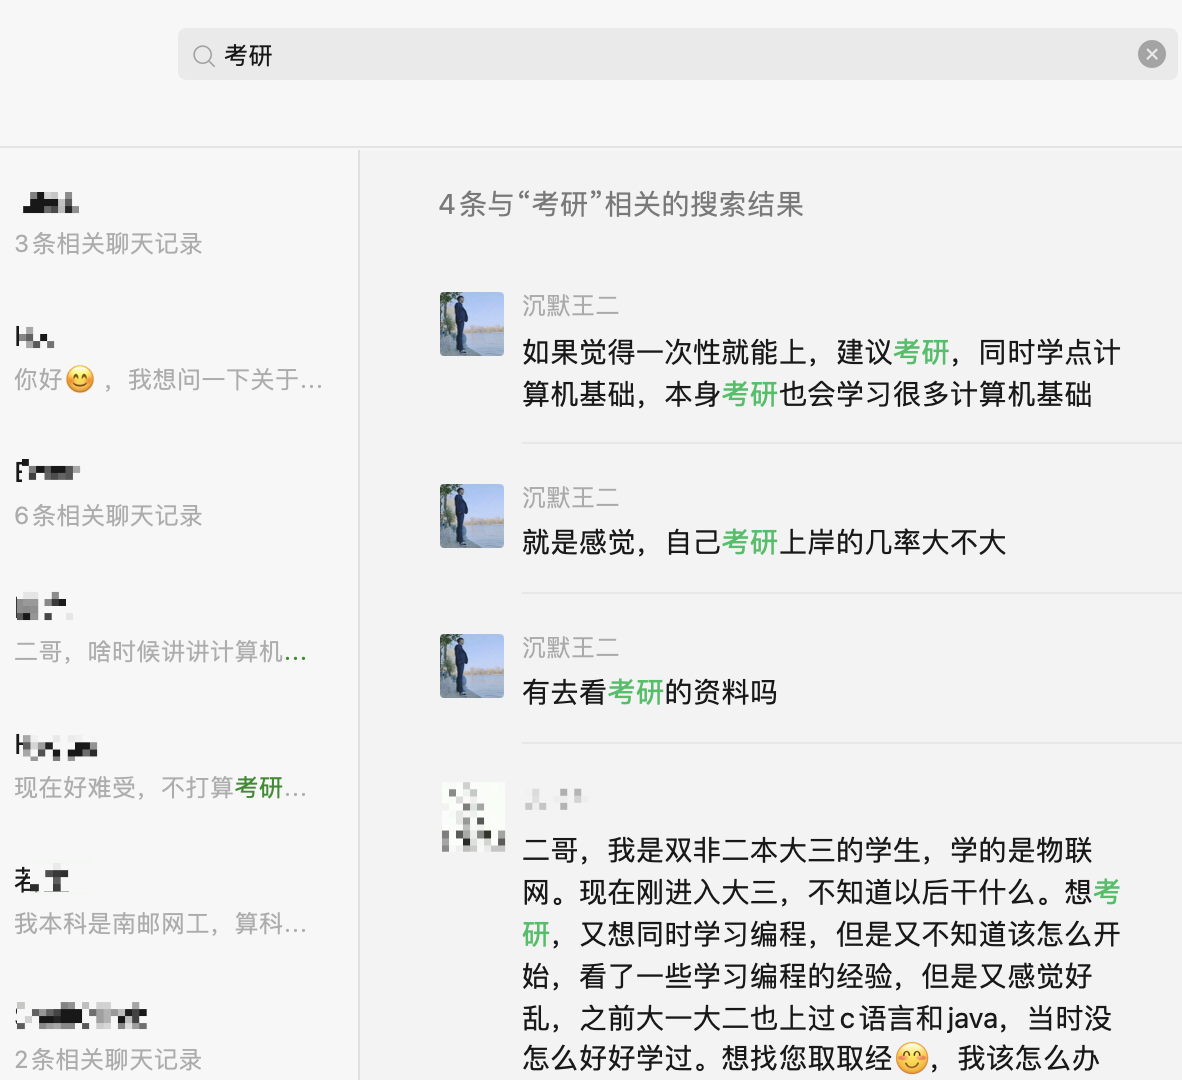 考研
3条相关聊天记录
你好😊，我想问一下关于...
6条相关聊天记录
二哥，啥时候讲讲计算机...
现在好难受，不打算考研...
我本科是南邮网工，算科...
2条相关聊天记录
4条与“考研”相关的搜索结果
沉默王二
如果觉得一次性就能上，建议考研，同时学点计
算机基础，本身考研也会学习很多计算机基础
沉默王二
就是感觉，自己考研上岸的几率大不大
沉默王二
有去看考研的资料吗
二哥，我是双非二本大三的学生，学的是物联
网。现在刚进入大三，不知道以后干什么。想考
研，又想同时学习编程，但是又不知道该怎么开
始，看了一些学习编程的经验，但是又感觉好
乱，之前大一大二也上过c语言和java，当时没
怎么好好学过。想找您取取经😊，我该怎么办